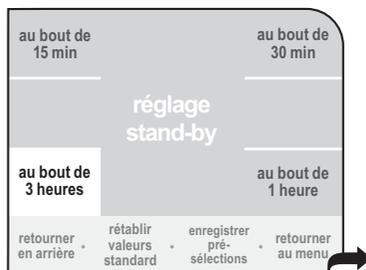 au bout de
15 min
au bout de
30 min
réglage
stand-by
au bout de
3 heures
au bout de
1 heure
retourner
en arrière
rétablir
valeurs
standard
enregistrer
pré-
sélections
retourner
au menu